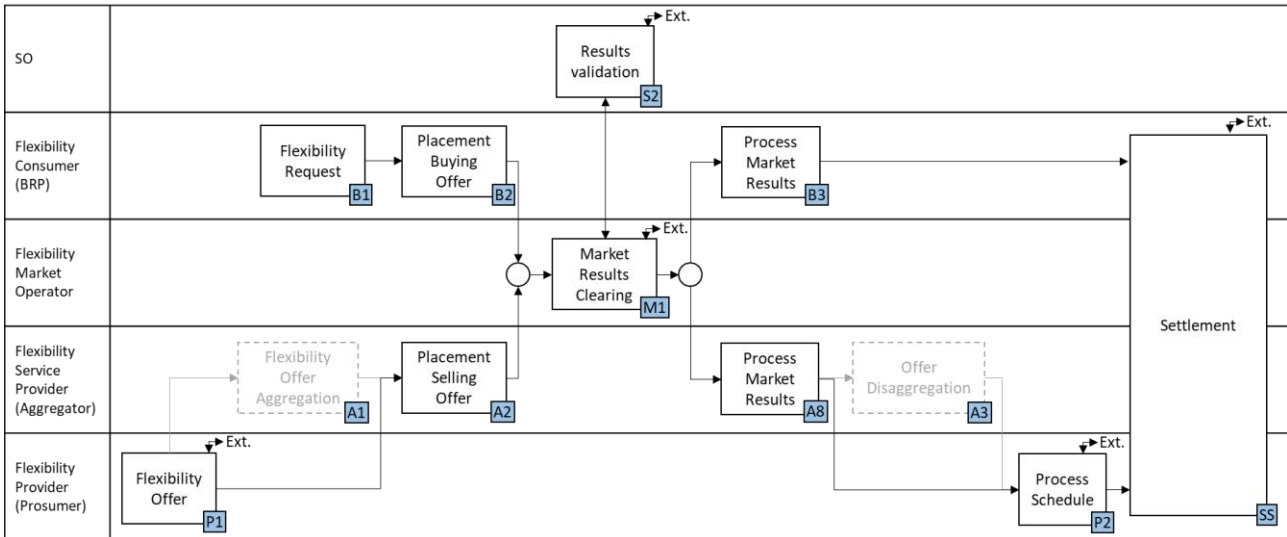 SO
Ext.
Results
validation
S2
Flexibility
Consumer
(BRP)
Flexibility
Request
B1
Placement
Buying
Offer
B2
Process
Market
Results
B3
Ext.
Flexibility
Market
Operator
Ext.
Market
Results
Clearing
M1
Settlement
SS
Flexibility
Service
Provider
(Aggregator)
Flexibility
Offer
Aggregation
A1
Placement
Selling
Offer
A2
Process
Market
Results
A8
Offer
Disaggregation
A3
Flexibility
Provider
(Prosumer)
Ext.
Flexibility
Offer
P1
Ext.
Process
Schedule
P2